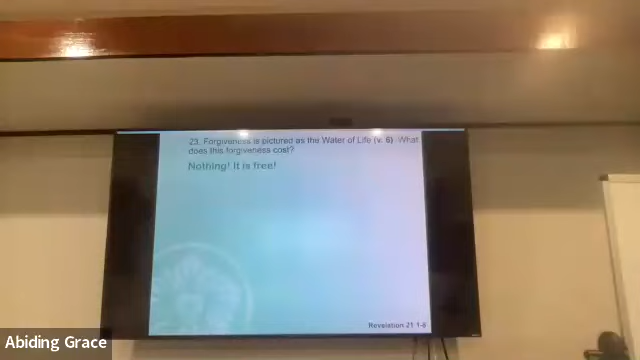 23. Forgiveness is pictured as the Water of Life (v. 6). What
does this forgiveness cost?
Nothing! It is free!
Revelation 21:1-8
Abiding Grace